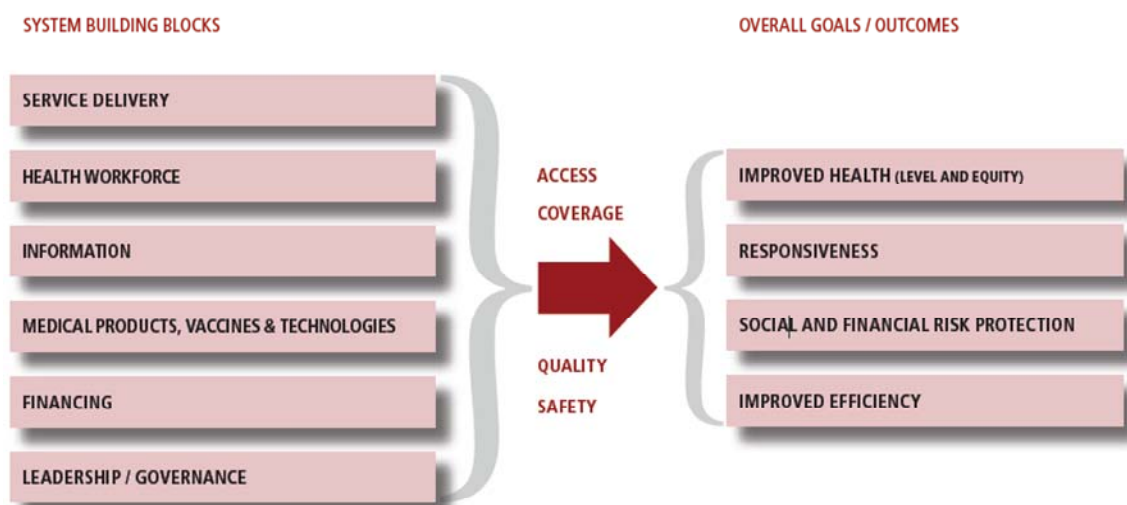 SYSTEM BUILDING BLOCKS
SERVICE DELIVERY
HEALTH WORKFORCE
INFORMATION
MEDICAL PRODUCTS, VACCINES & TECHNOLOGIES
FINANCING
LEADERSHIP / GOVERNANCE
ACCESS
COVERAGE
QUALITY
SAFETY
OVERALL GOALS / OUTCOMES
IMPROVED HEALTH (LEVEL AND EQUITY)
RESPONSIVENESS
SOCIAL AND FINANCIAL RISK PROTECTION
IMPROVED EFFICIENCY